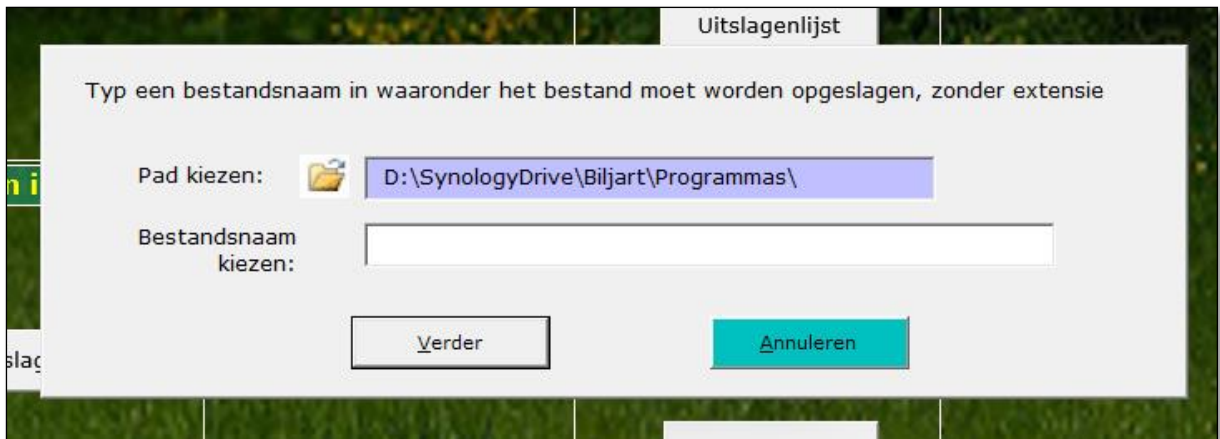 Uitslagenlijst
Typ een bestandsnaam in waaronder het bestand moet worden opgeslagen, zonder extensie
Pad kiezen:
D:\SynologyDrive\Biljart\Programmas\
n i
Bestandsnaam
kiezen:
Verder
Annuleren
slag